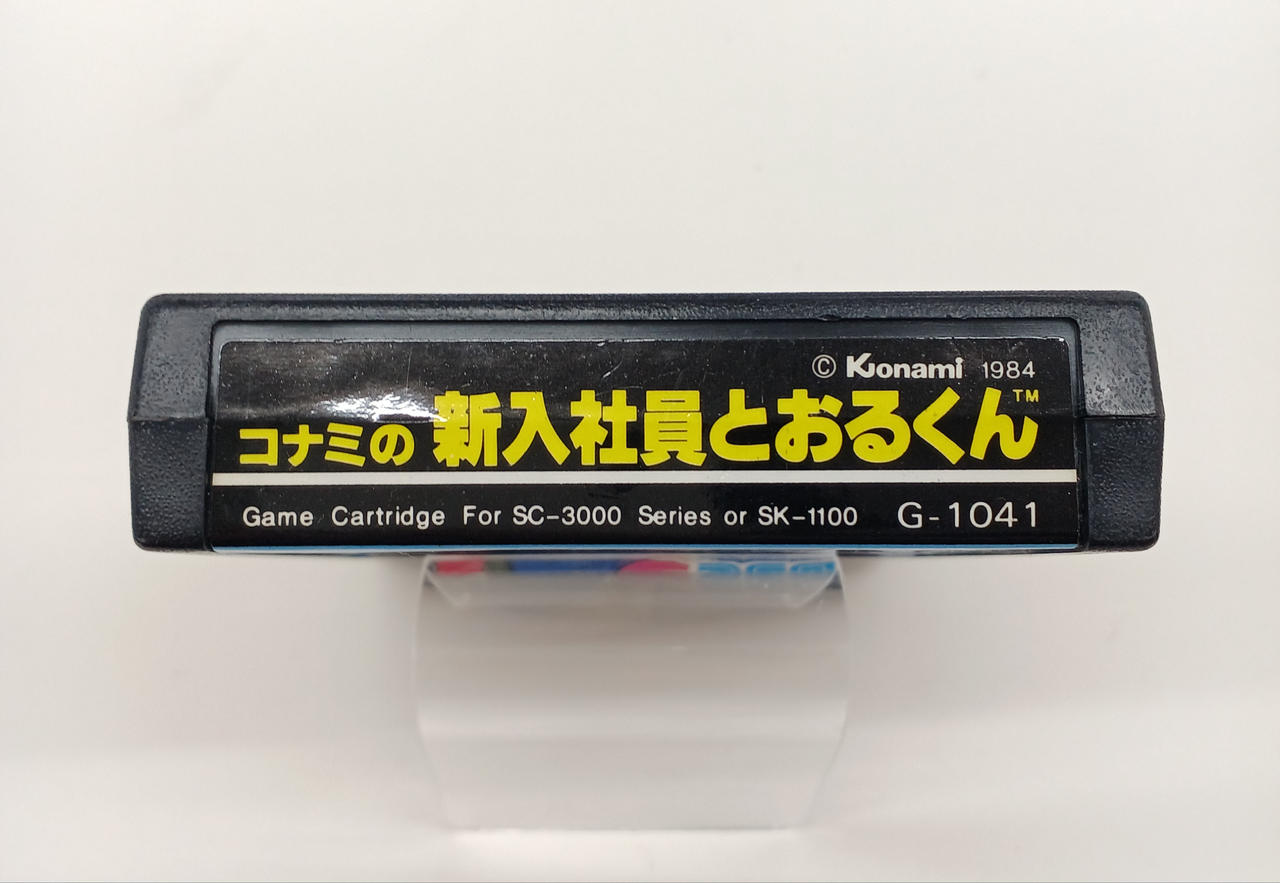 © Konami 1984
コナミの 新入社員とおるくん™
Game Cartridge For SC-3000 Series or SK-1100 G-1041